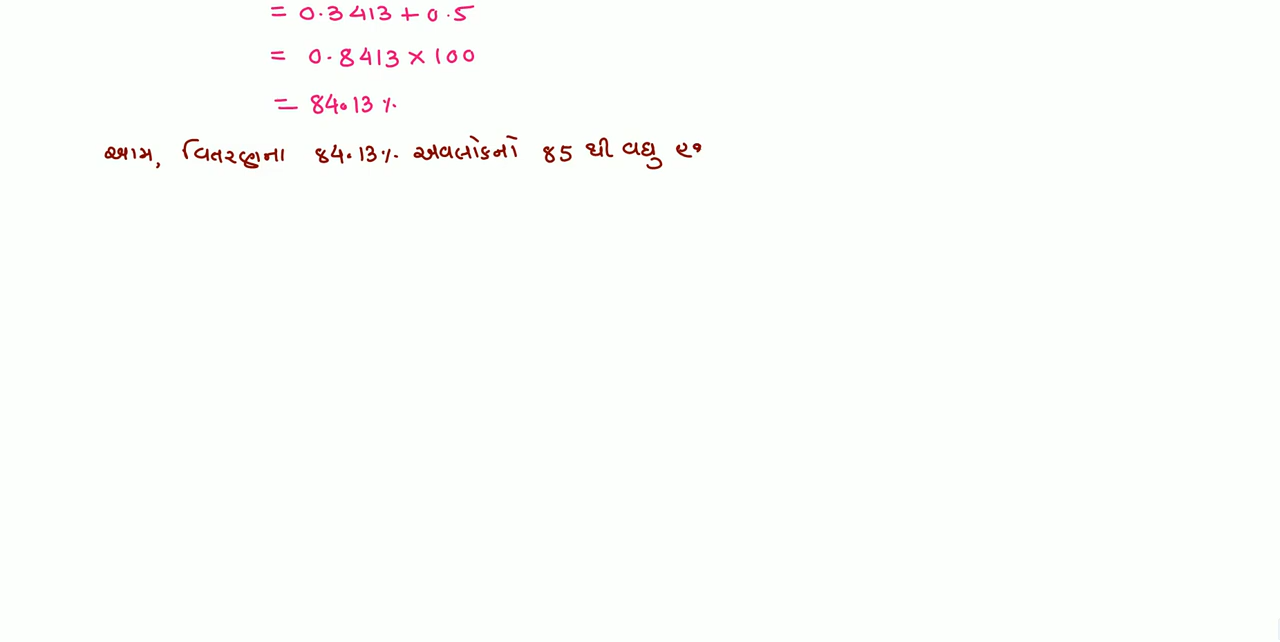 = 0.3413 + 0.5
= 0.8413 × 100
= 84.13 %
આમ, વિતરણના 84.13% અવલોકનો 85 થી વધુ